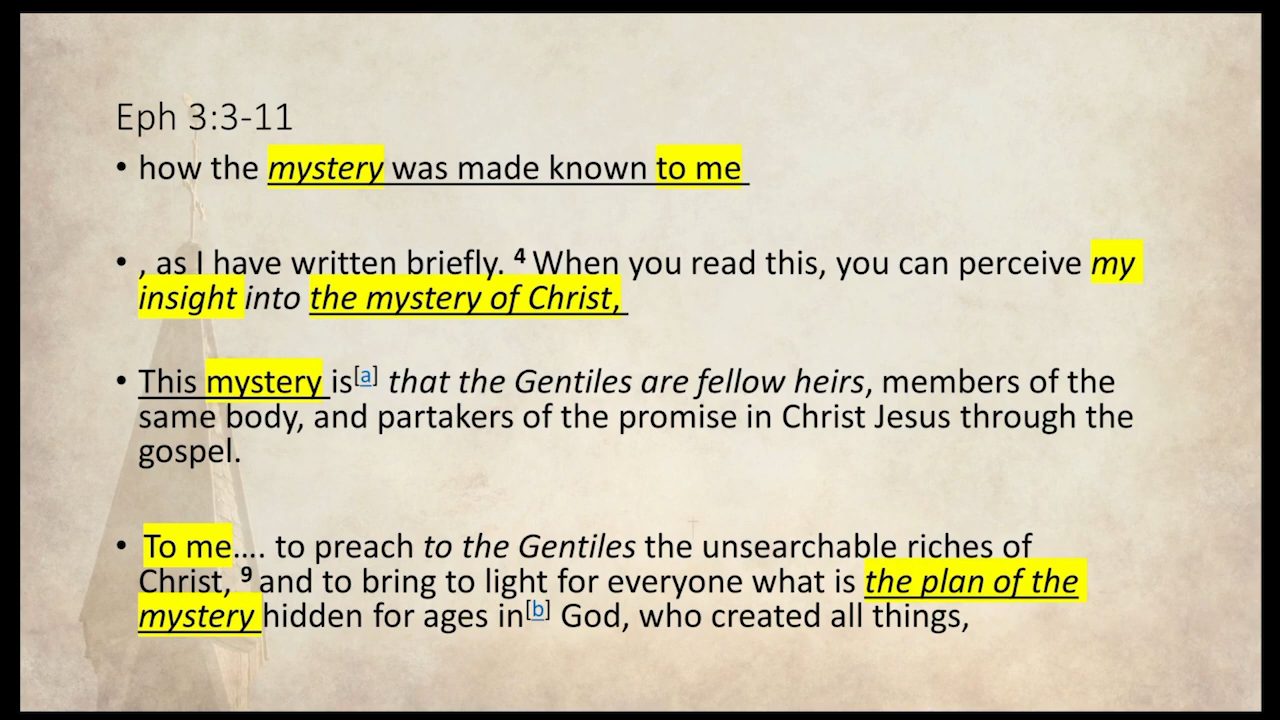 Eph 3:3-11
• how the mystery was made known to me
• , as I have written briefly. 4 When you read this, you can perceive my
insight into the mystery of Christ,
• This mystery is[a] that the Gentiles are fellow heirs, members of the
same body, and partakers of the promise in Christ Jesus through the
gospel.
• To me.... to preach to the Gentiles the unsearchable riches of
Christ, 9 and to bring to light for everyone what is the plan of the
mystery hidden for ages in[b] God, who created all things,